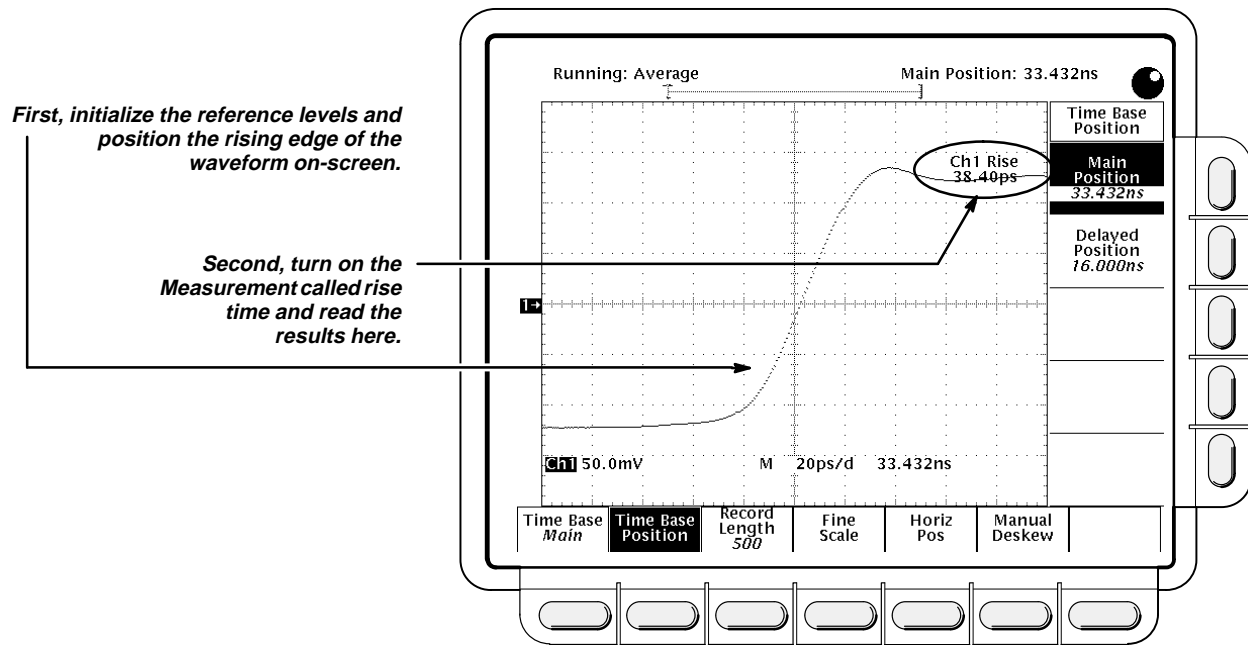 Running: Average
Main Position: 33.432ns
First, initialize the reference levels and
position the rising edge of the
waveform on-screen.
Time Base
Position
Ch1 Rise
38.40ps
Main
Position
33.432ns
Delayed
Position
16.000ns
Second, turn on the
Measurement called rise
time and read the
results here.
1→
Ch1 50.0mV M 20ps/d 33.432ns
Time Base
Main
Time Base
Position
Record
Length
500
Fine
Scale
Horiz
Pos
Manual
Deskew